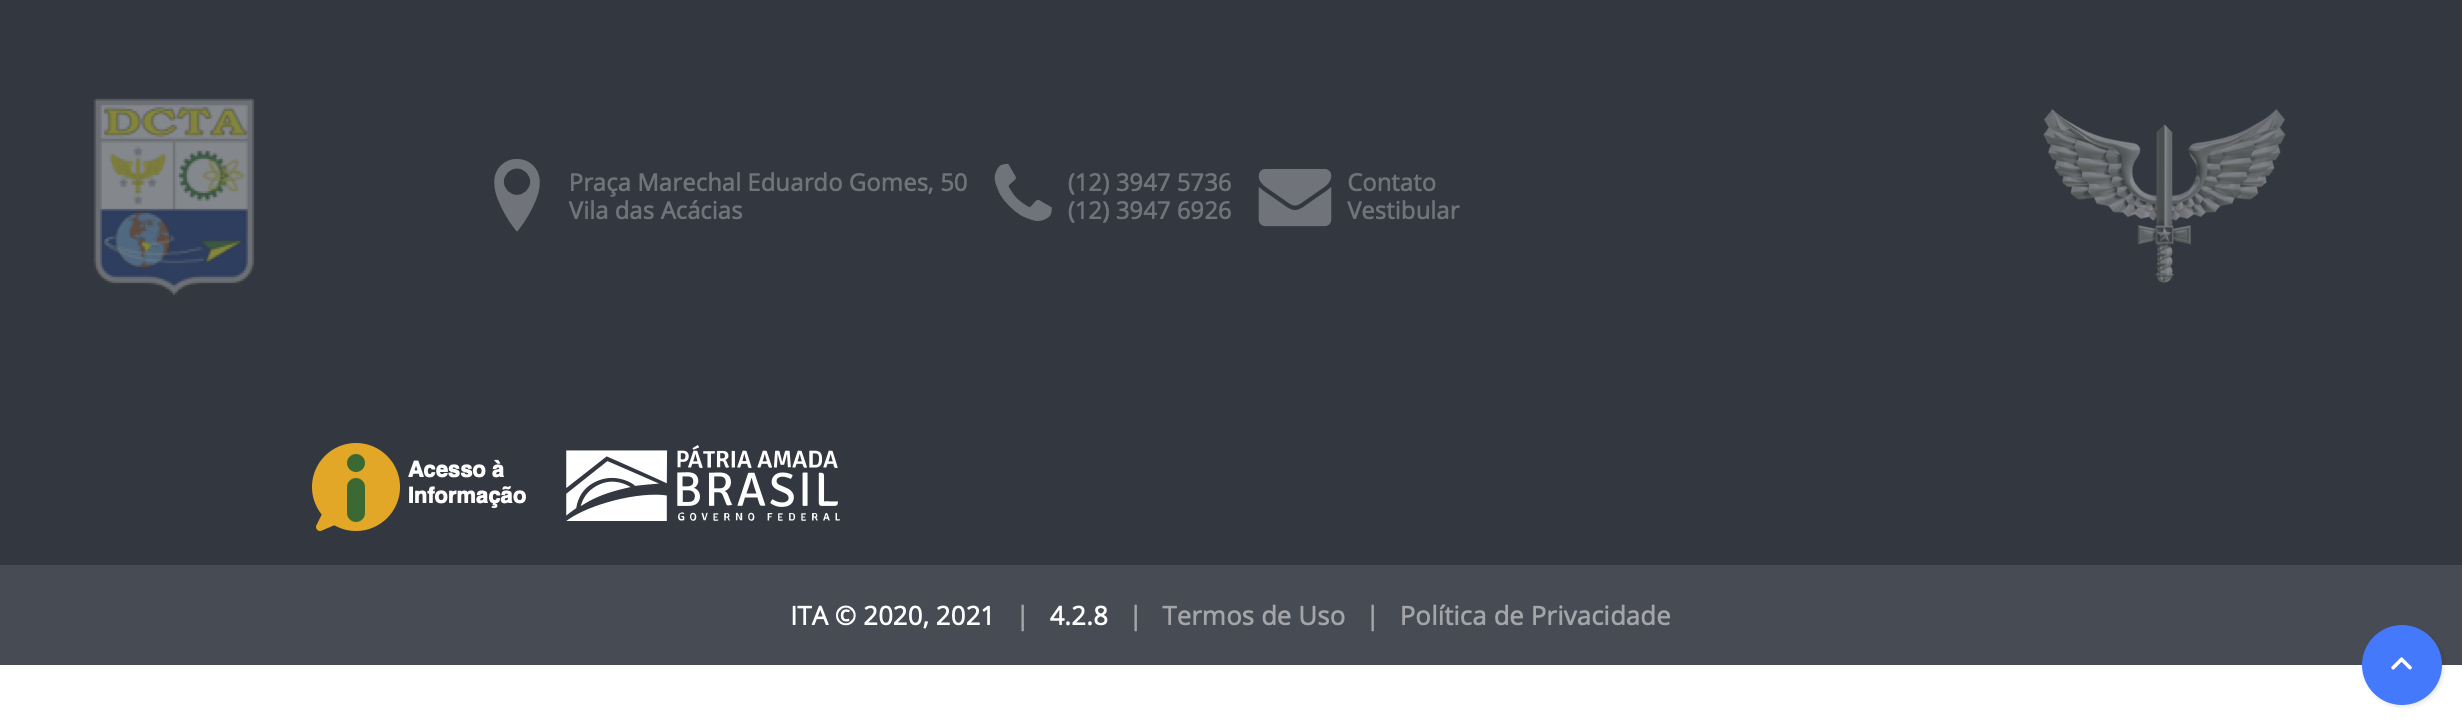 DCTA
Praça Marechal Eduardo Gomes, 50
Vila das Acácias
(12) 3947 5736
(12) 3947 6926
Contato
Vestibular
Acesso à
Informação
PÁTRIA AMADA
BRASIL
GOVERNO FEDERAL
ITA © 2020, 2021 | 4.2.8 | Termos de Uso | Política de Privacidade